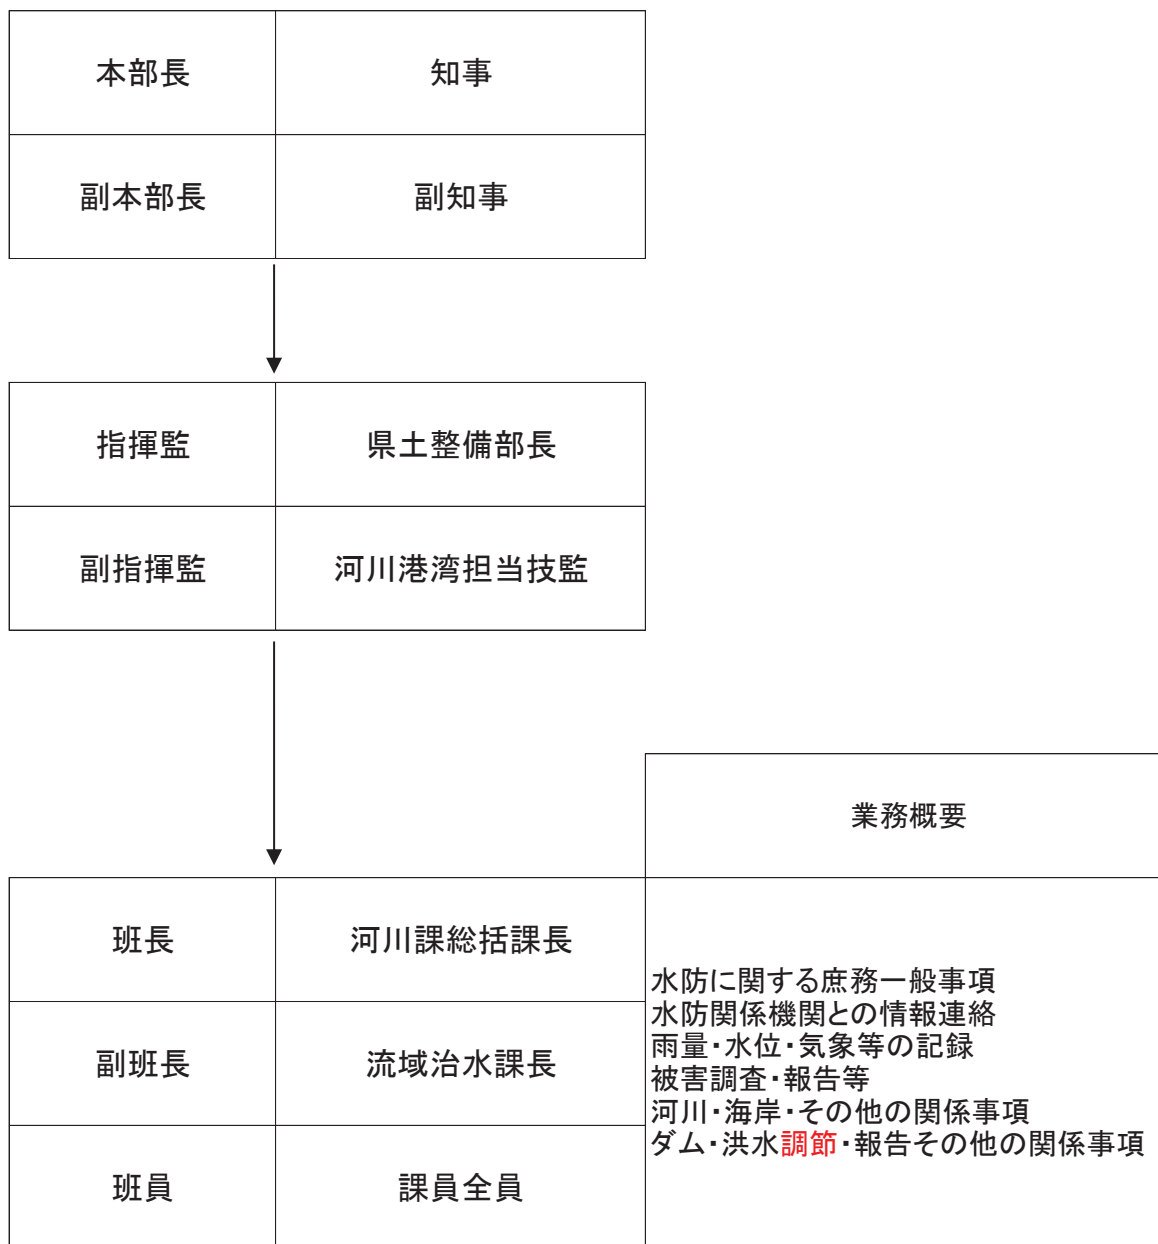 本部長 知事
副本部長 副知事
指揮監 県土整備部長
副指揮監 河川港湾担当技監
業務概要
班長 河川課総括課長
副班長 流域治水課長
班員 課員全員
水防に関する庶務一般事項
水防関係機関との情報連絡
雨量・水位・気象等の記録
被害調査・報告等
河川・海岸・その他の関係事項
ダム・洪水調節・報告その他の関係事項